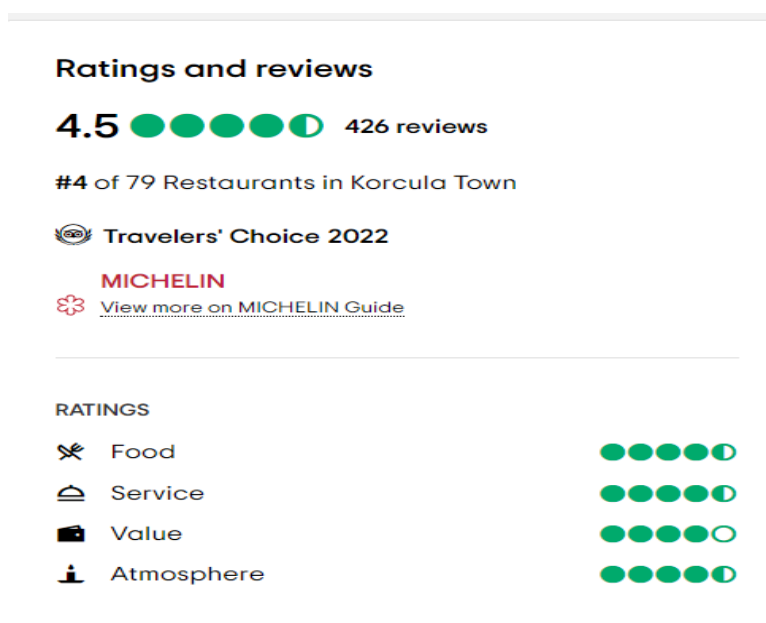 Ratings and reviews
4.5 426 reviews
#4 of 79 Restaurants in Korcula Town
Travelers' Choice 2022
MICHELIN
View more on MICHELIN Guide
RATINGS
Food
Service
Value
Atmosphere